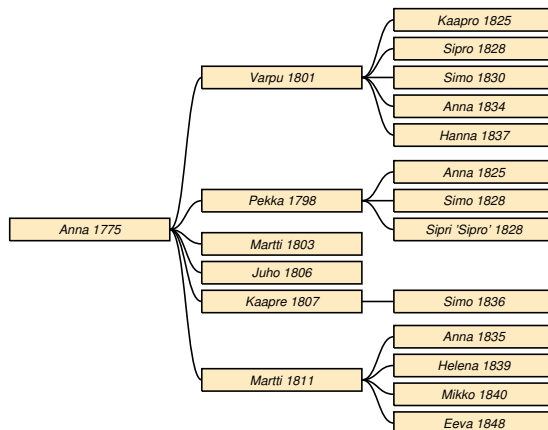 Kaapro 1825
Sipro 1828
Varpu 1801
Simo 1830
Anna 1834
Hanna 1837
Anna 1825
Pekka 1798
Simo 1828
Sipri 'Sipro' 1828
Anna 1775
Martti 1803
Juho 1806
Kaapre 1807
Simo 1836
Anna 1835
Helena 1839
Martti 1811
Mikko 1840
Eeva 1848